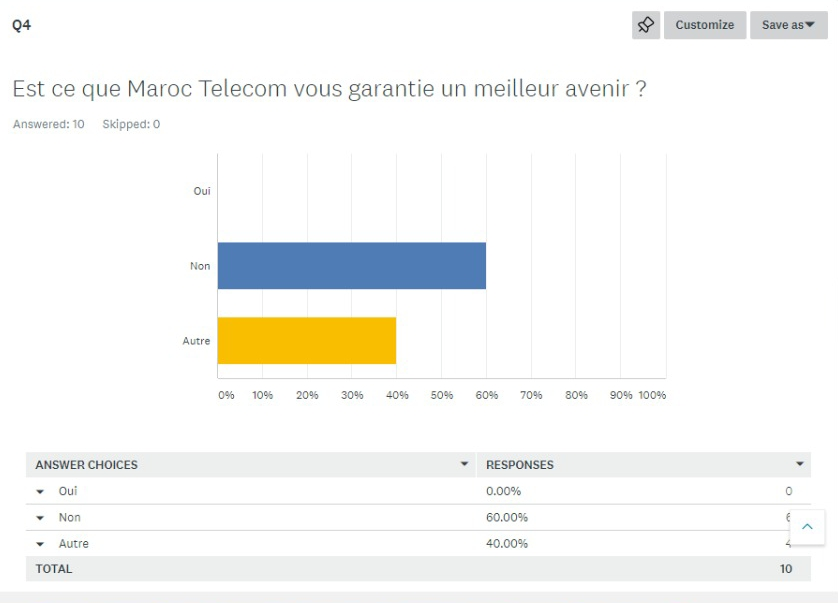 Q4
Customize
Save as
Est ce que Maroc Telecom vous garantie un meilleur avenir ?
Answered: 10 Skipped: 0
Oui
Non
Autre
0% 10% 20% 30% 40% 50% 60% 70% 80% 90% 100%
ANSWER CHOICES RESPONSES
Oui 0.00% 0
Non 60.00%
Autre 40.00%
TOTAL 10